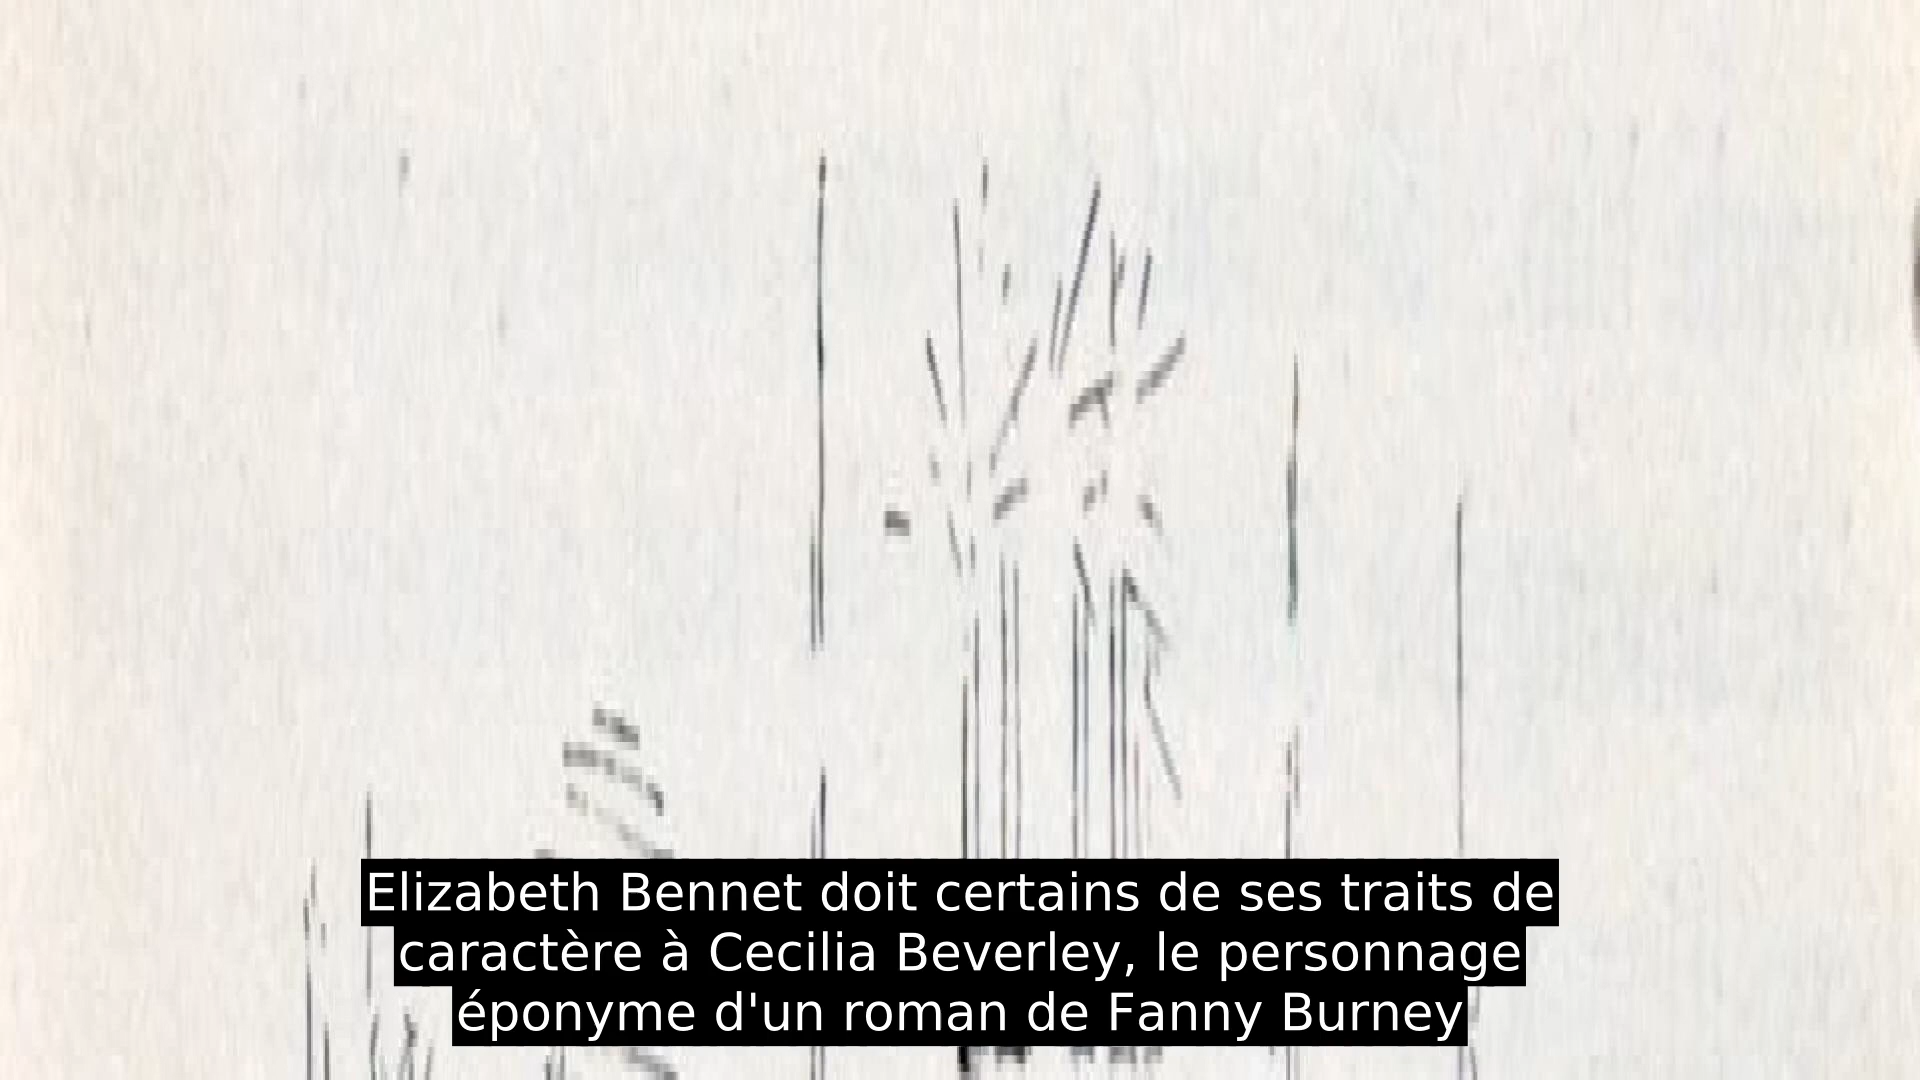 Elizabeth Bennet doit certains de ses traits de
caractère à Cecilia Beverley, le personnage
éponyme d'un roman de Fanny Burney